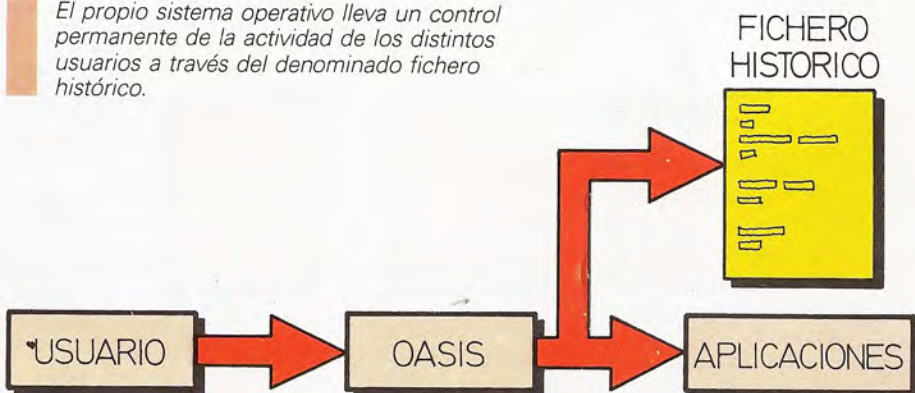 El propio sistema operativo lleva un control
permanente de la actividad de los distintos
usuarios a través del denominado fichero
histórico.
FICHERO
HISTORICO
USUARIO
OASIS
APLICACIONES